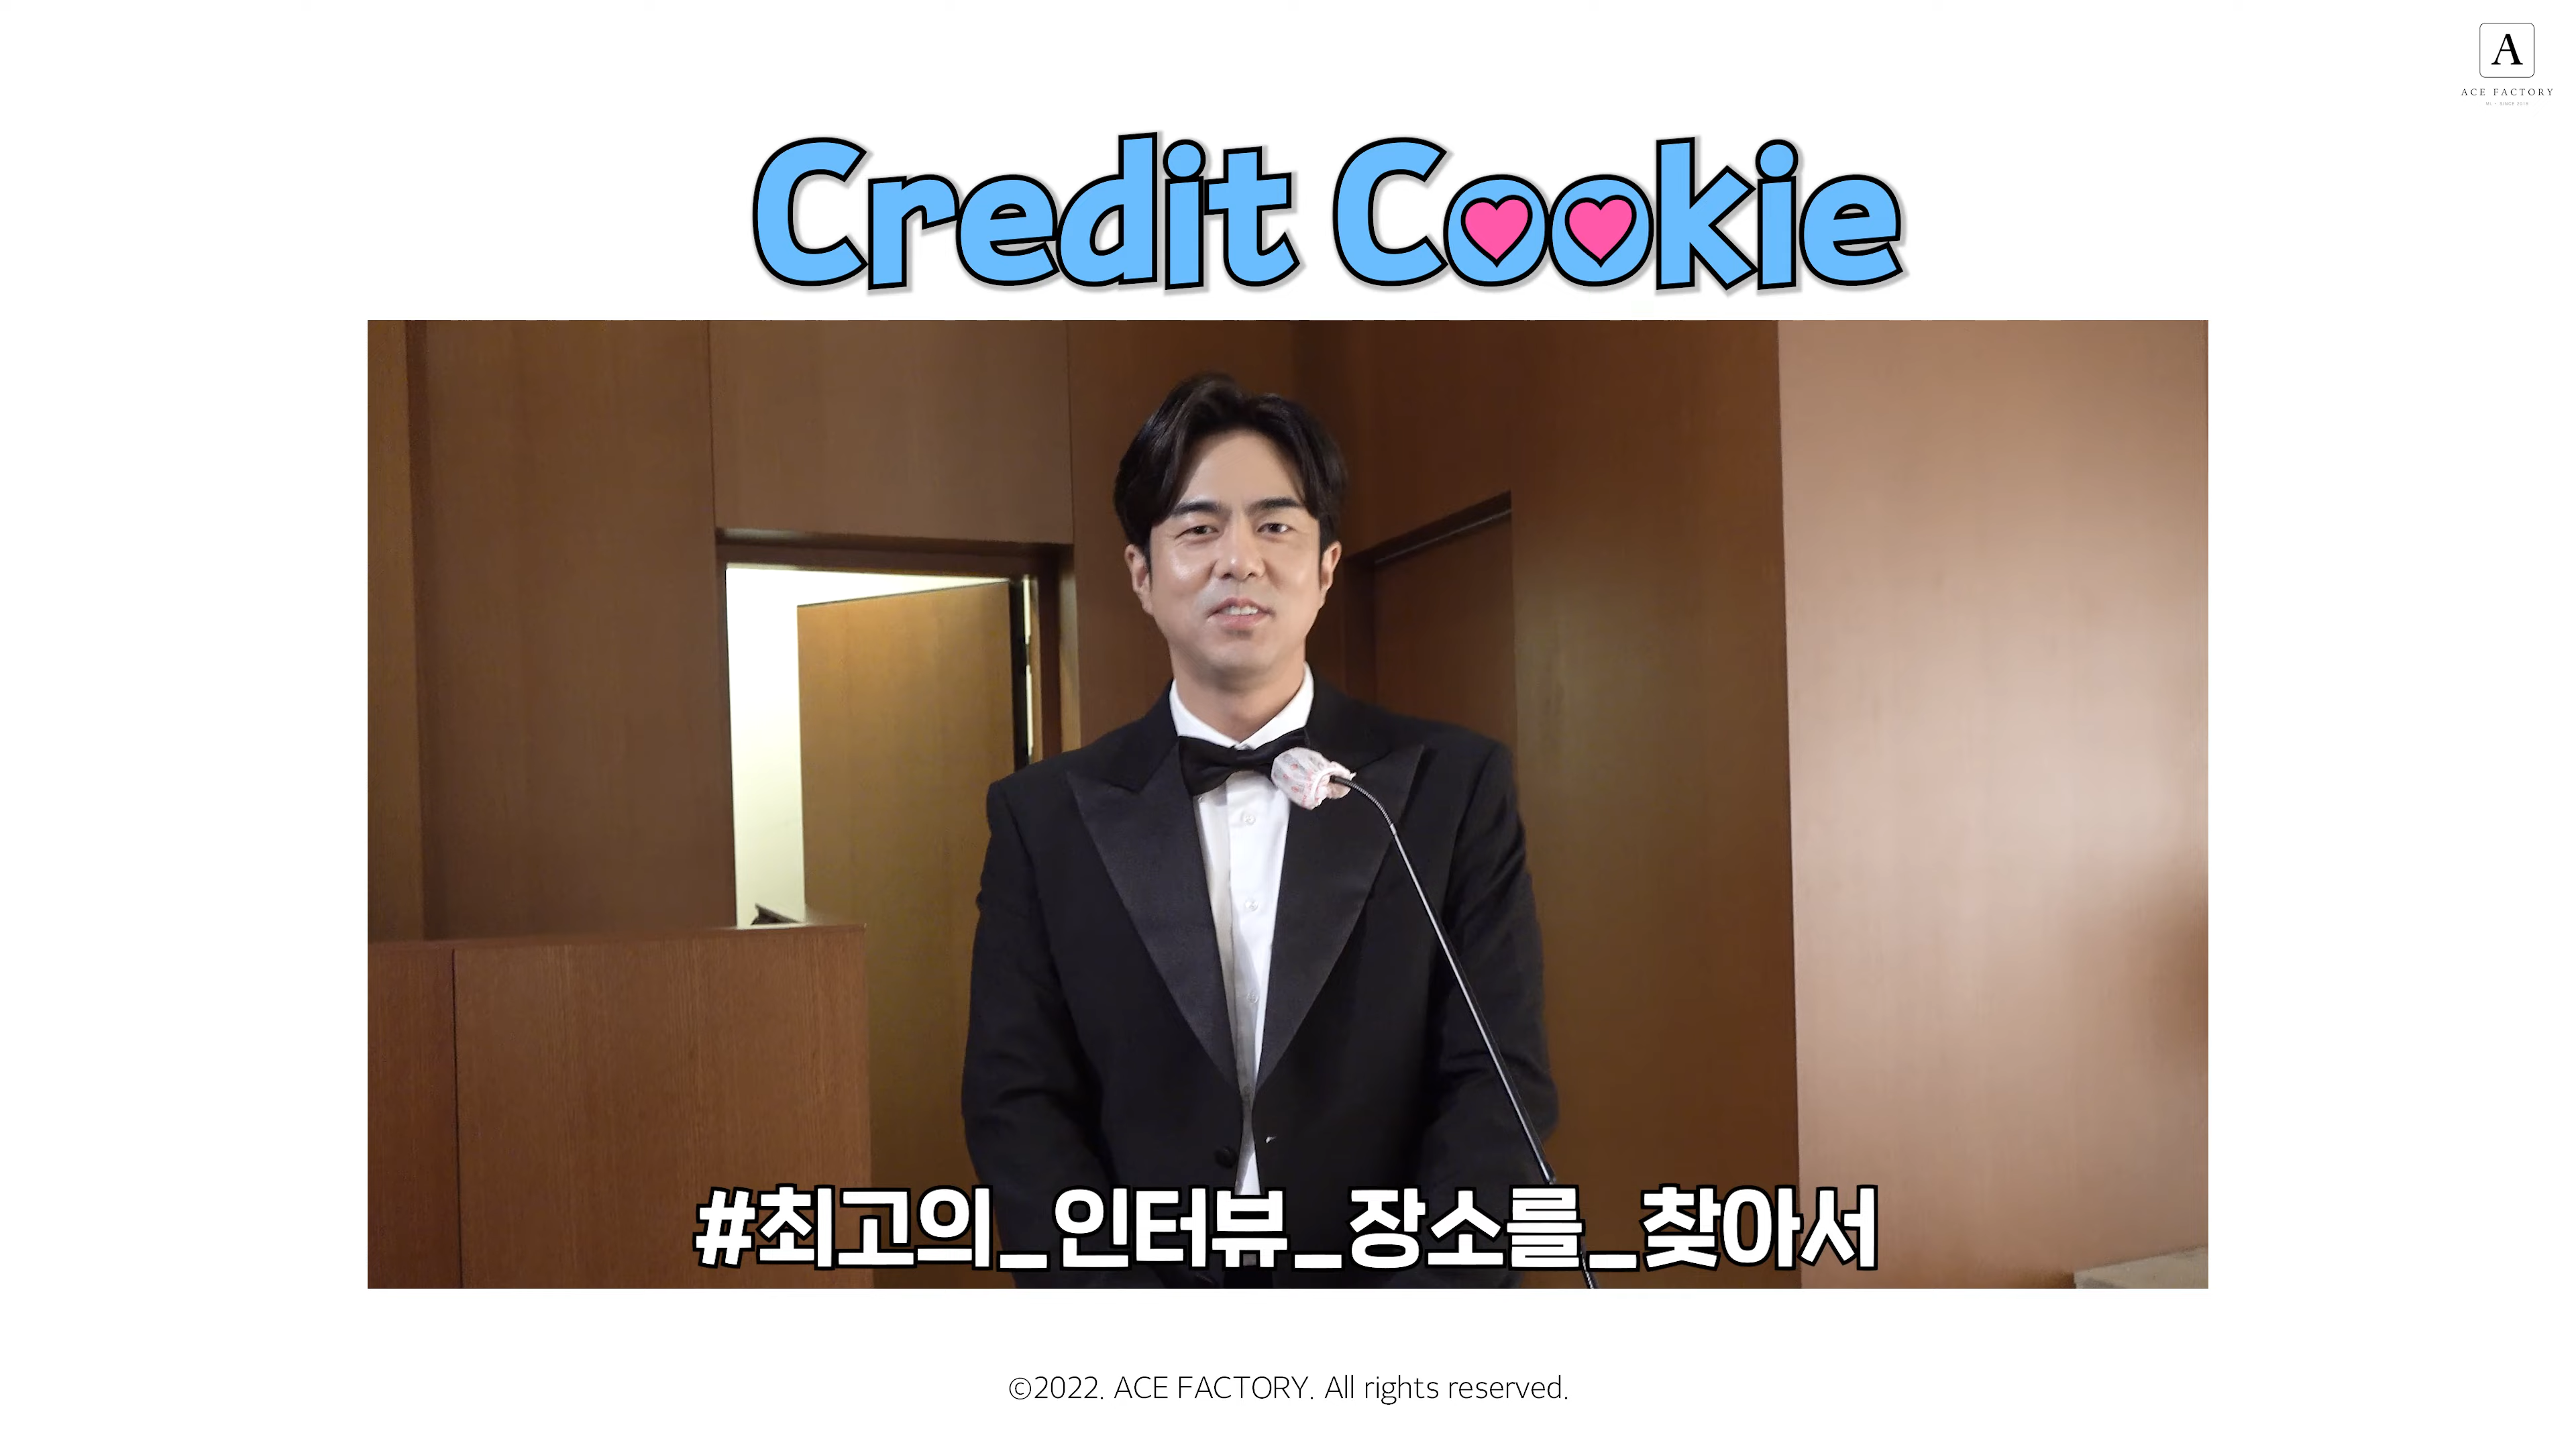 A
ACE FACTORY
Credit Cookie
#최고의_인터뷰_장소를_찾아서
©2022. ACE FACTORY. All rights reserved.